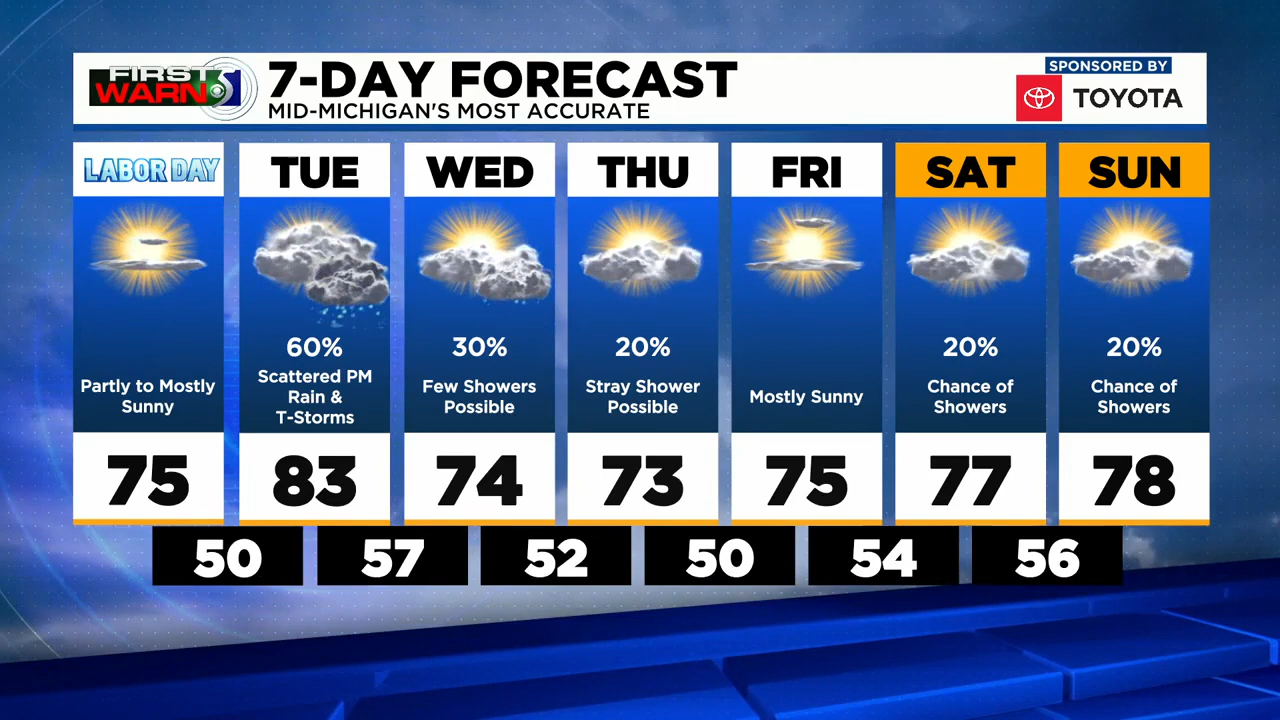 FIRST
WARN 5
7-DAY FORECAST
MID-MICHIGAN'S MOST ACCURATE
SPONSORED BY
TOYOTA
LABOR DAY
Partly to Mostly
Sunny
75
TUE
60%
Scattered PM
Rain &
T-Storms
83
WED
30%
Few Showers
Possible
74
THU
20%
Stray Shower
Possible
73
FRI
Mostly Sunny
75
SAT
20%
Chance of
Showers
77
SUN
20%
Chance of
Showers
78
50
57
52
50
54
56